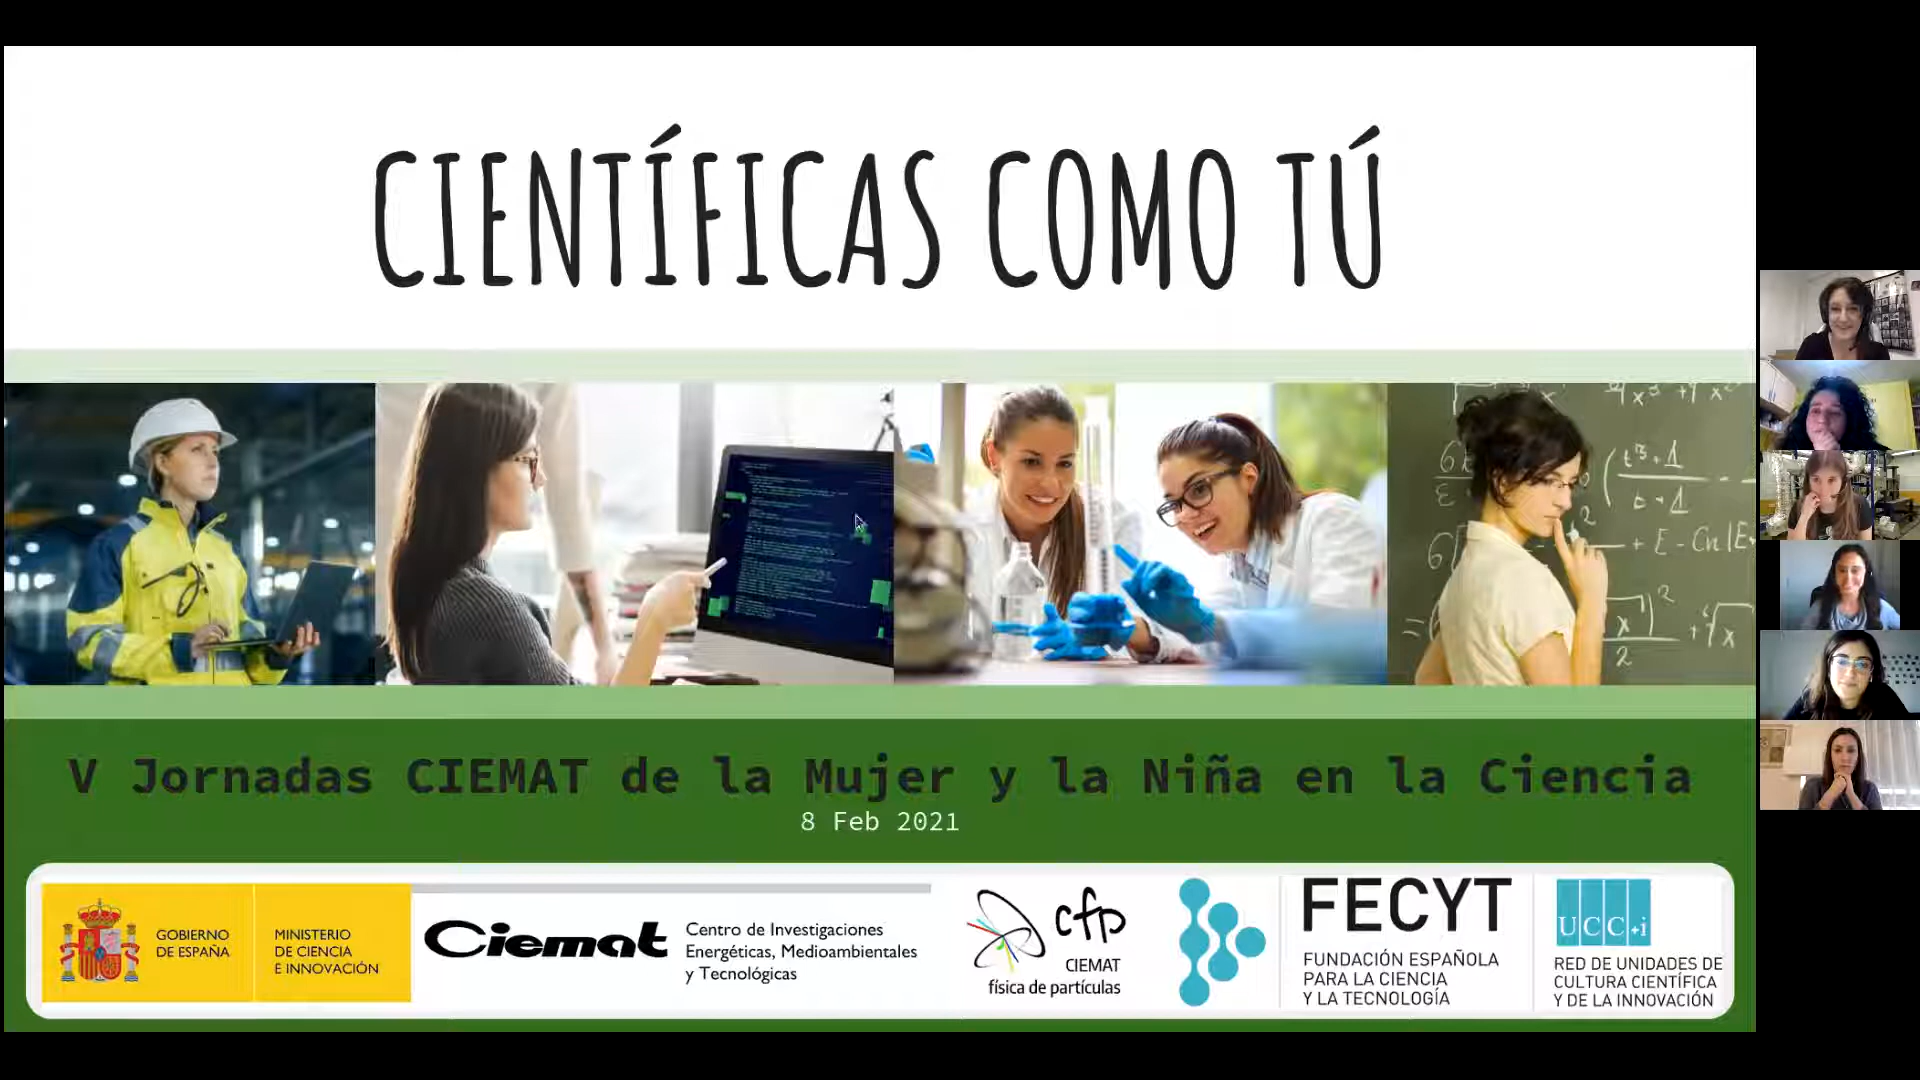 CIENTÍFICAS COMO TÚ
V Jornadas CIEMAT de la Mujer y la Niña en la Ciencia
8 Feb 2021
GOBIERNO
DE ESPAÑA
MINISTERIO
DE CIENCIA
E INNOVACIÓN
Ciemat
Centro de Investigaciones
Energéticas, Medioambientales
y Tecnológicas
cfp
CIEMAT
física de partículas
FECYT
FUNDACIÓN ESPAÑOLA
PARA LA CIENCIA
Y LA TECNOLOGÍA
UCC+i
RED DE UNIDADES DE
CULTURA CIENTÍFICA
Y DE LA INNOVACIÓN